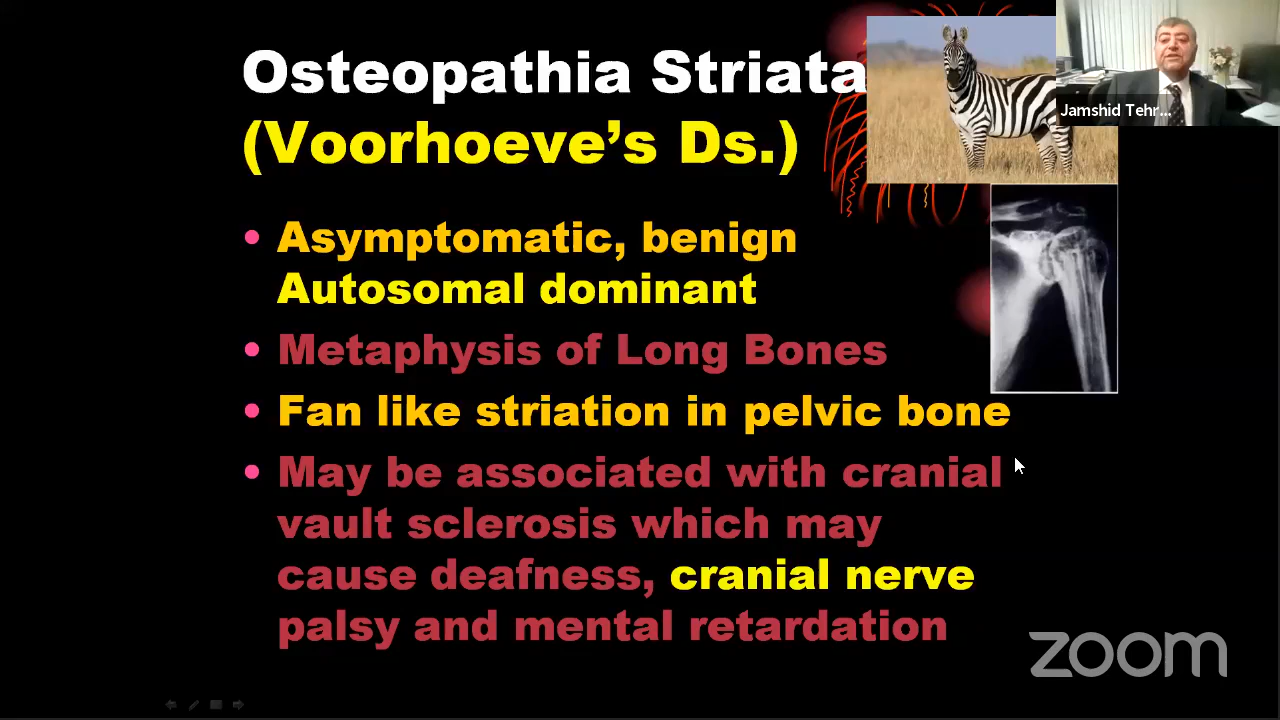 Osteopathia Striata
(Voorhoeve's Ds.)
Jamshid Tehr...
• Asymptomatic, benign
Autosomal dominant
• Metaphysis of Long Bones
• Fan like striation in pelvic bone
• May be associated with cranial
vault sclerosis which may
cause deafness, cranial nerve
palsy and mental retardation
zoom